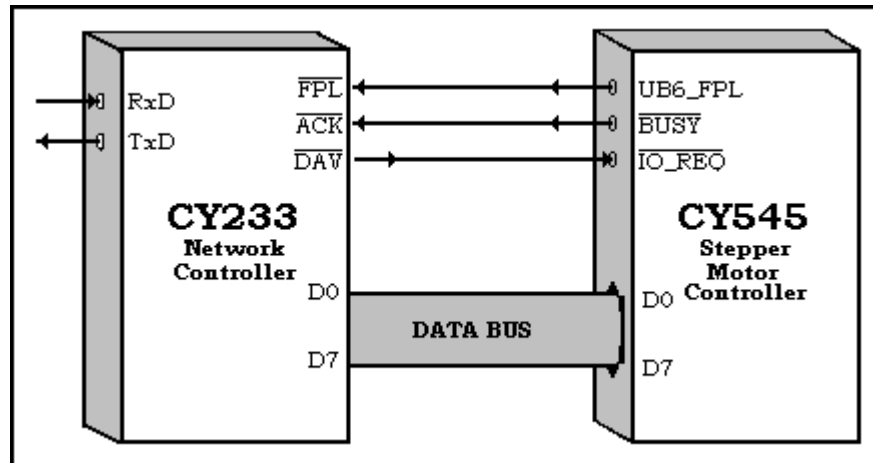 RxD
TxD
FPL
ACK
DAV
CY233
Network
Controller
D0
D7
DATA BUS
UB6_FPL
BUSY
IO_REQ
CY545
Stepper
Motor
Controller
D0
D7